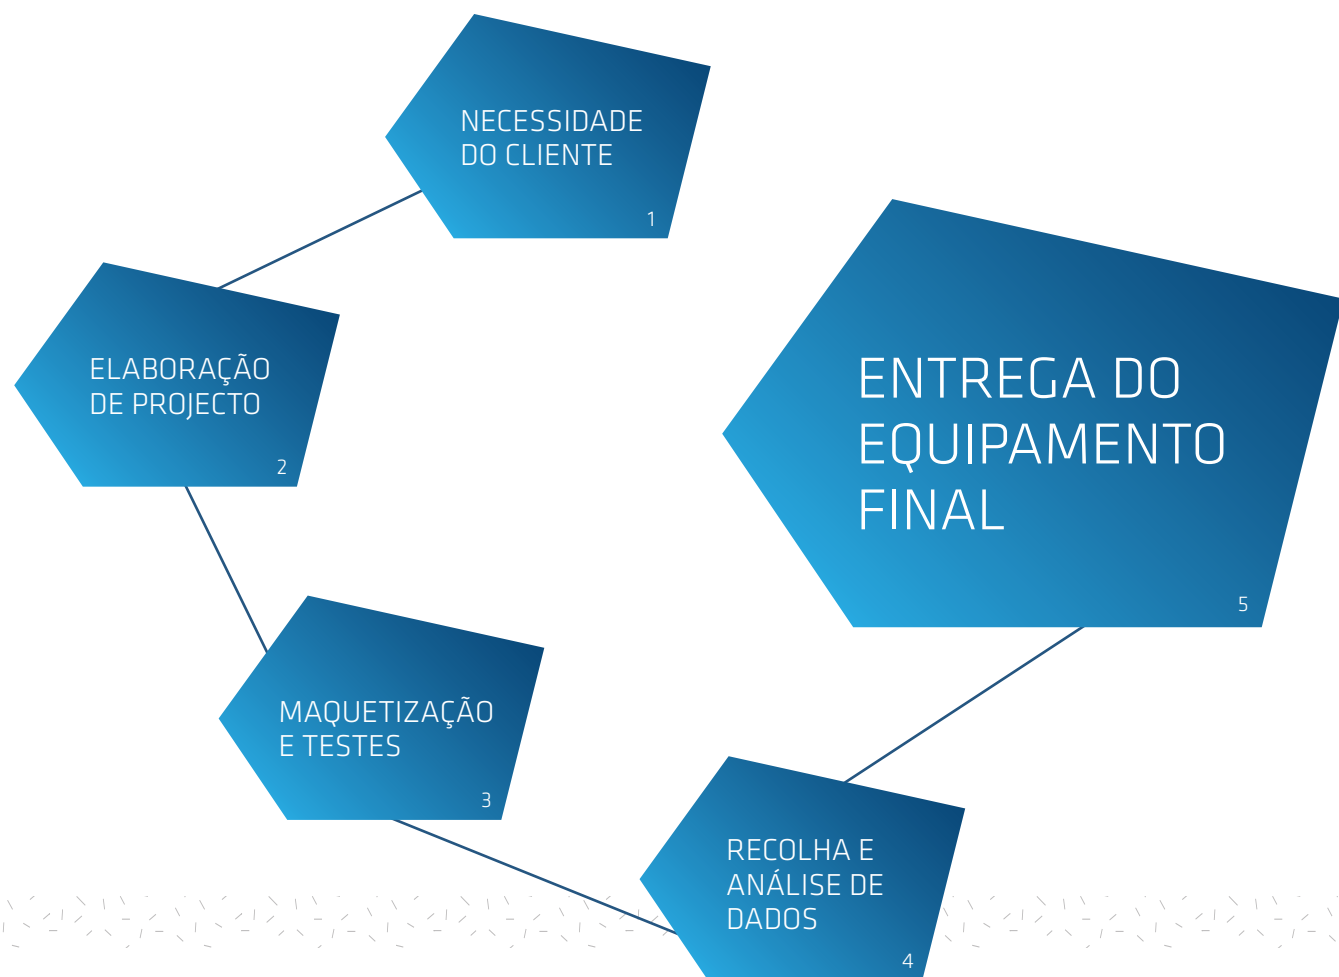 NECESSIDADE
DO CLIENTE
1
ELABORAÇÃO
DE PROJECTO
2
MAQUETIZAÇÃO
E TESTES
3
RECOLHA E
ANÁLISE DE
DADOS
4
ENTREGA DO
EQUIPAMENTO
FINAL
5